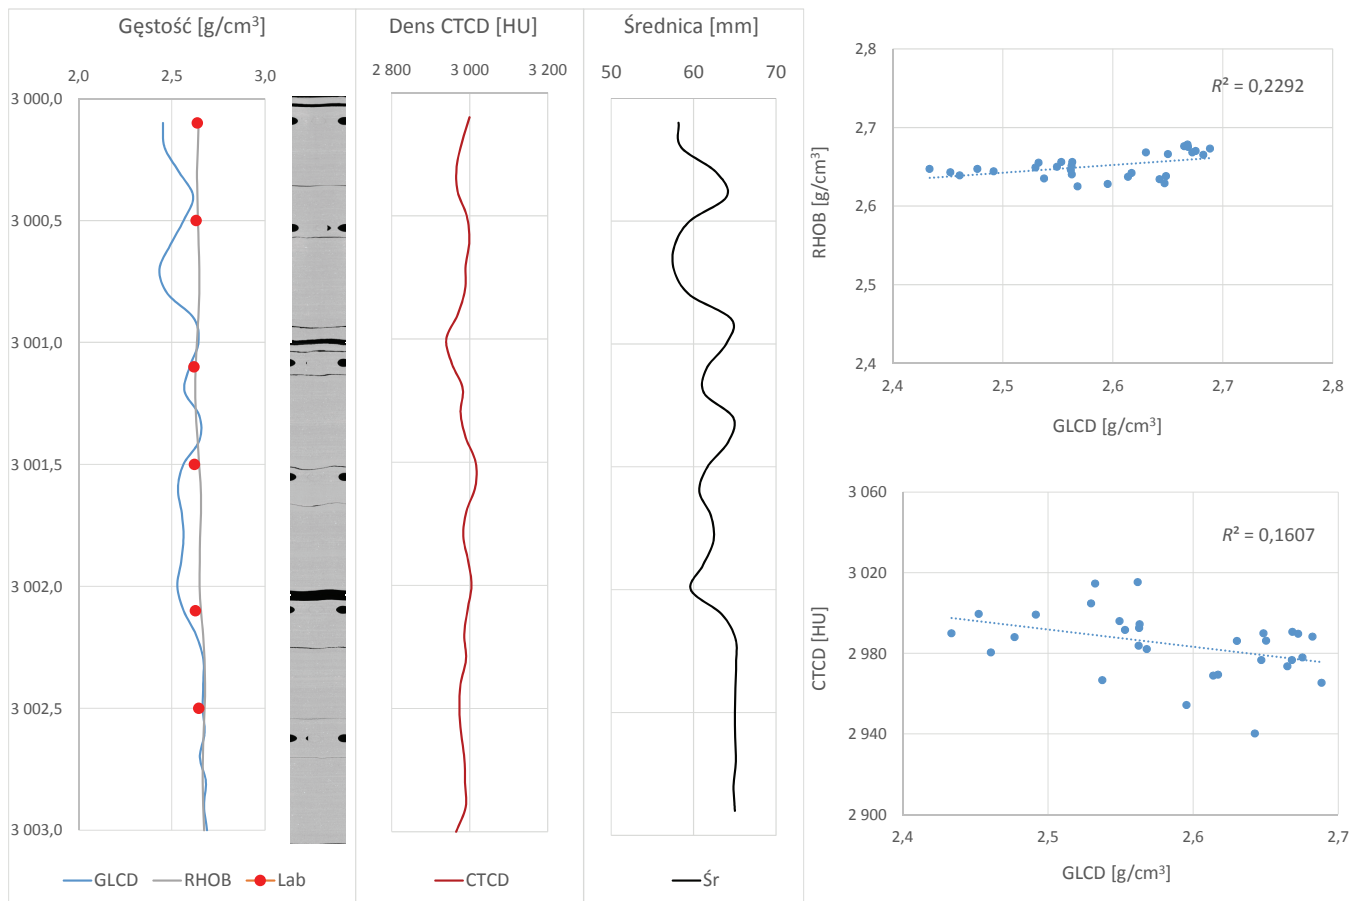 Gęstość [g/cm³]
2,0 2,5 3,0
3 000,0
3 000,5
3 001,0
3 001,5
3 002,0
3 002,5
3 003,0
GLCD RHOB Lab
Dens CTCD [HU]
2 800 3 000 3 200
CTCD
Średnica [mm]
50 60 70
Śr
2,8
2,7
2,6
2,5
2,4
RHOB [g/cm³]
R² = 0,2292
2,4 2,5 2,6 2,7 2,8
GLCD [g/cm³]
3 060
3 020
2 980
2 940
2 900
CTCD [HU]
R² = 0,1607
2,4 2,5 2,6 2,7
GLCD [g/cm³]